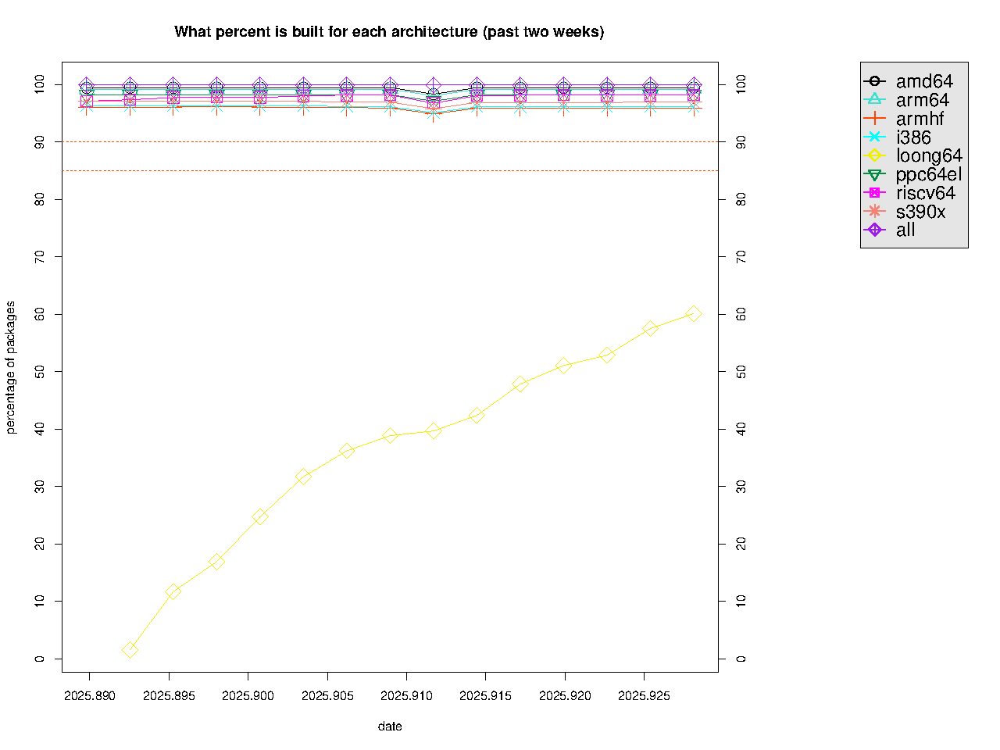 What percent is built for each architecture (past two weeks)
amd64
arm64
armhf
i386
loong64
ppc64el
riscv64
s390x
all
percentage of packages
100
90
80
70
60
50
40
30
20
10
0
100
90
80
70
60
50
40
30
20
10
0
2025.890 2025.895 2025.900 2025.905 2025.910 2025.915 2025.920 2025.925
date